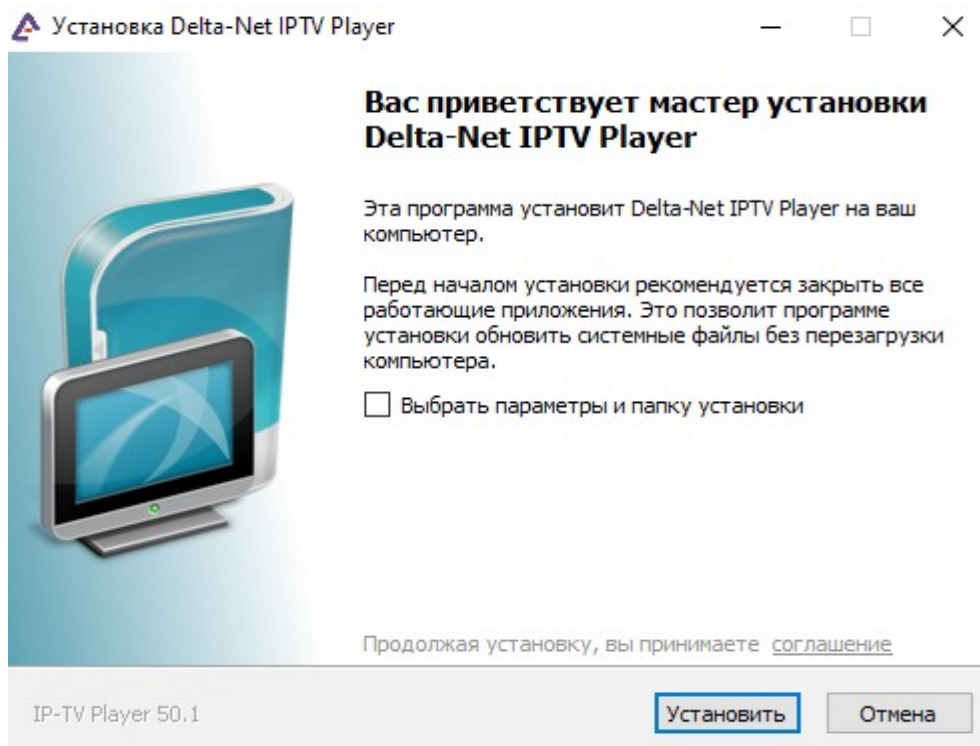 Установка Delta-Net IPTV Player
Вас приветствует мастер установки
Delta-Net IPTV Player
Эта программа установит Delta-Net IPTV Player на ваш
компьютер.
Перед началом установки рекомендуется закрыть все
работающие приложения. Это позволит программе
установки обновить системные файлы без перезагрузки
компьютера.
Выбрать параметры и папку установки
Продолжая установку, вы принимаете соглашение
IP-TV Player 50.1
Установить
Отмена